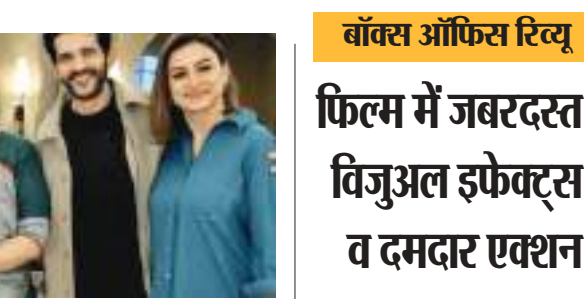 बॉक्स ऑफिस रिव्यू
फिल्म में जबरदस्त
विजुअल इफेक्ट्स
व दमदार एक्शन